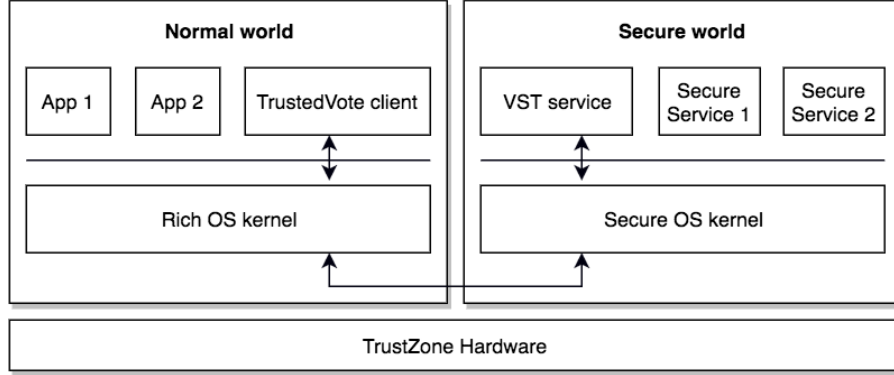 Normal world
Secure world
App 1
App 2
TrustedVote client
VST service
Secure
Service 1
Secure
Service 2
Rich OS kernel
Secure OS kernel
TrustZone Hardware